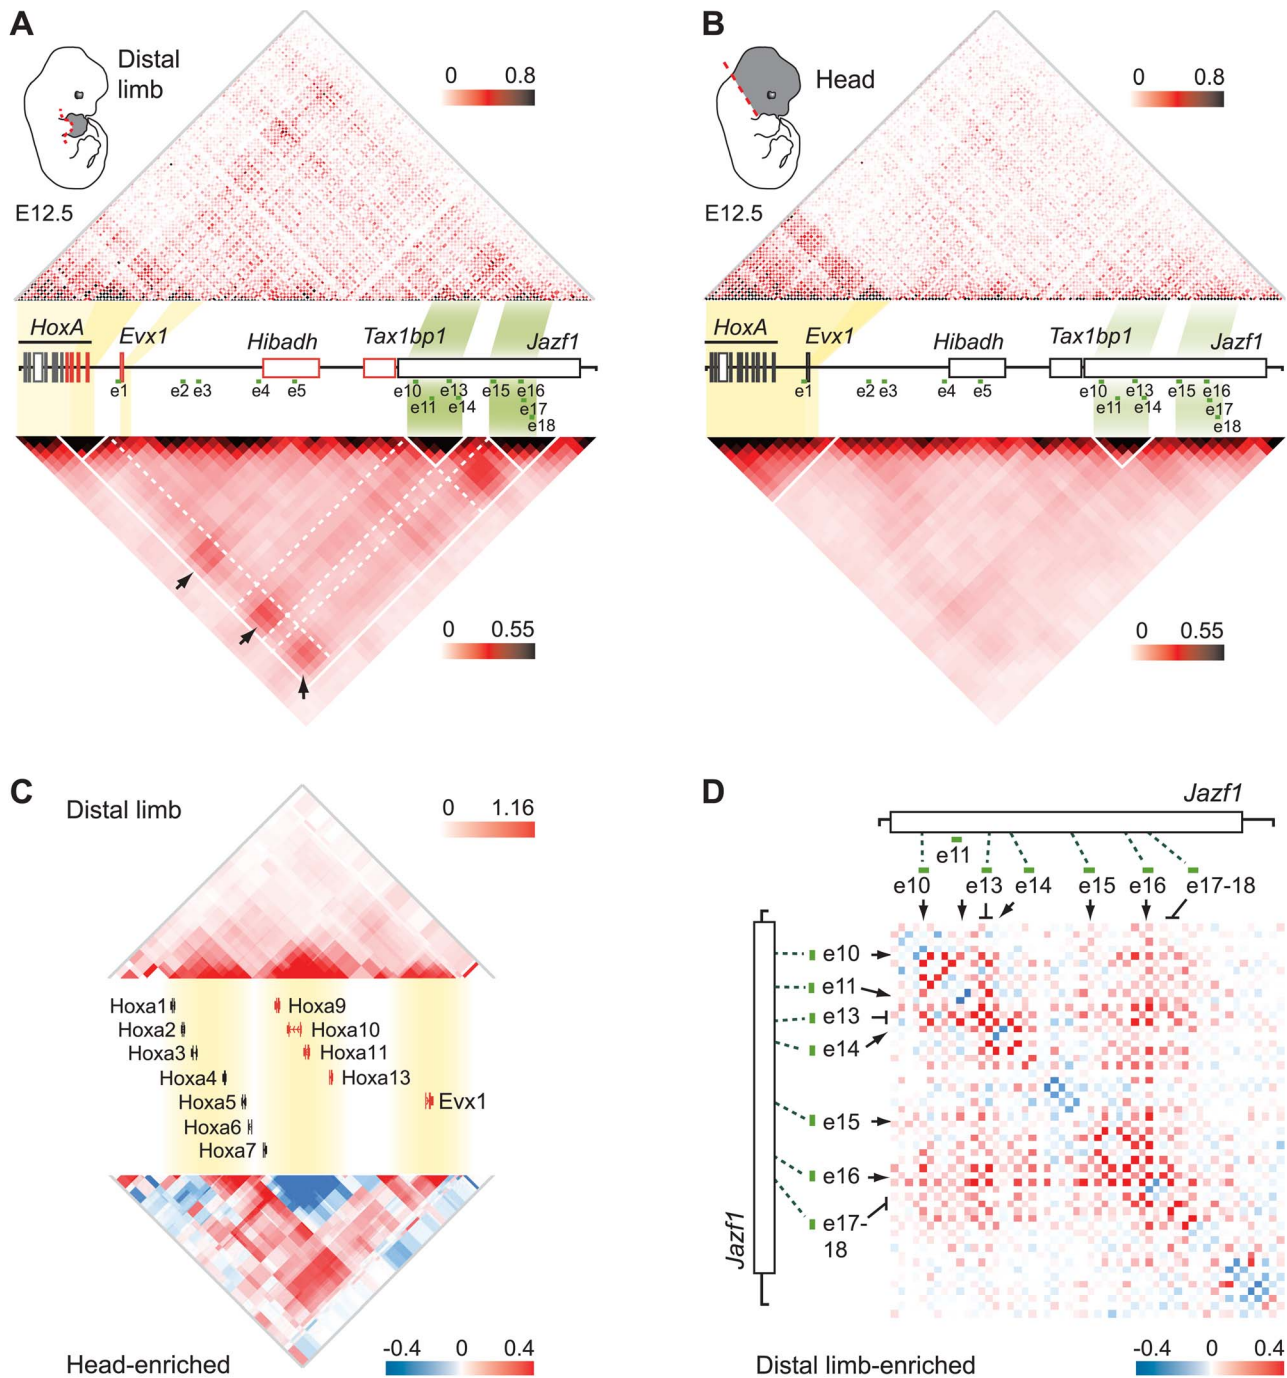 A
Distal
limb
0 0.8
E12.5
HoxA
Evx1
Hibadh
Tax1bp1
Jazf1
e1 e2 e3 e4 e5 e10 e13 e15 e16
e11 e14 e17
e18
0 0.55
B
Head
0 0.8
E12.5
HoxA
Evx1
Hibadh
Tax1bp1
Jazf1
e1 e2 e3 e4 e5 e10 e13 e15 e16
e11 e14 e17
e18
0 0.55
C
Distal limb
0 1.16
Hoxa1 Hoxa9
Hoxa2 Hoxa10
Hoxa3 Hoxa11
Hoxa4 Hoxa13
Hoxa5 Evx1
Hoxa6
Hoxa7
-0.4 0 0.4
Head-enriched
D
Jazf1
e11
e10 e13 e14 e15 e16 e17-18
e10
e11
e13
e14
e15
e16
e17-
18
Jazf1
-0.4 0 0.4
Distal limb-enriched